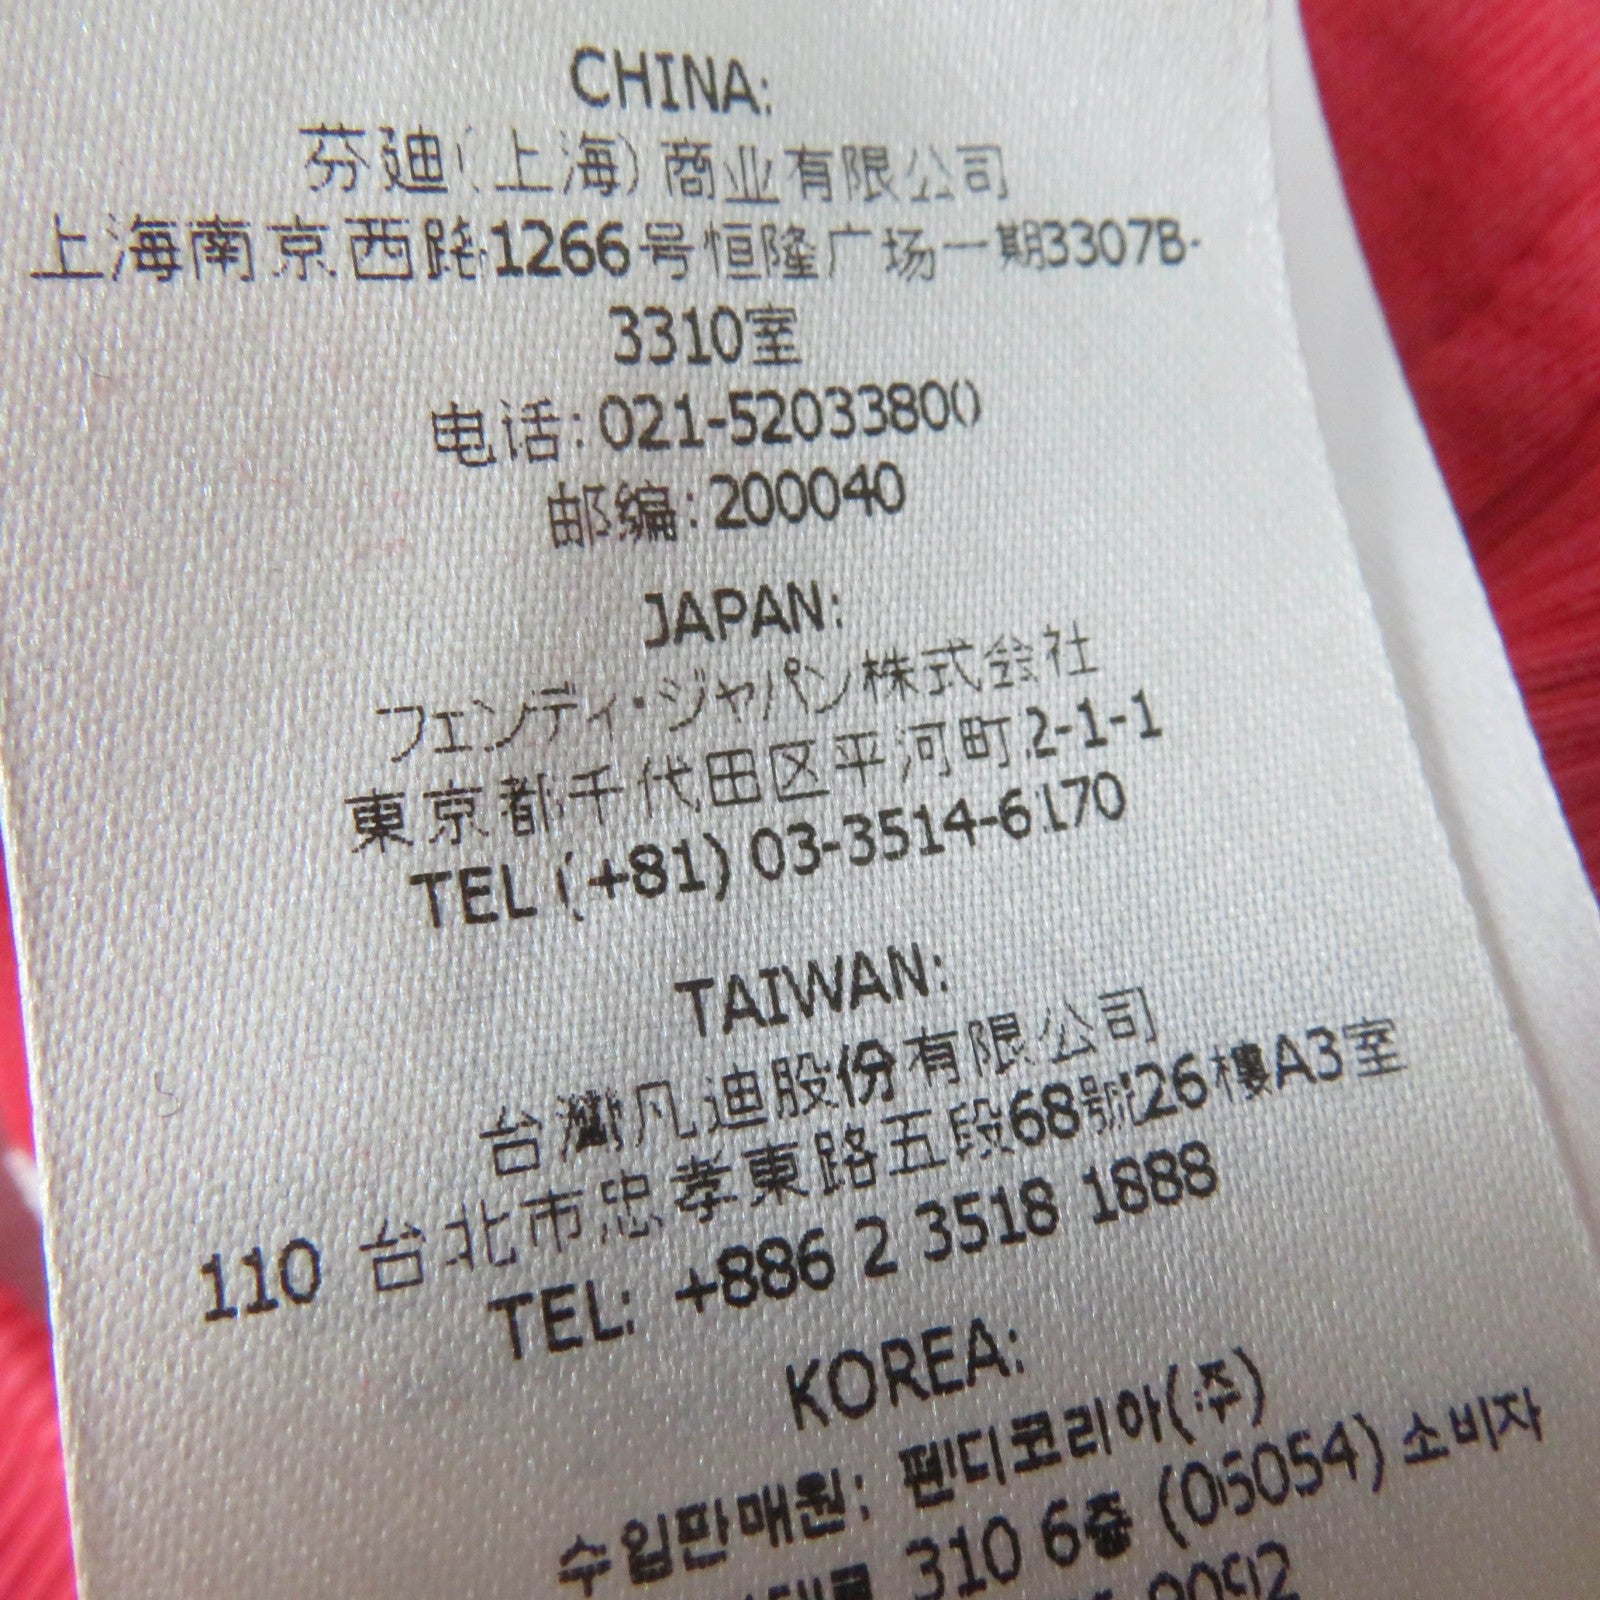 CHINA:
芬迪(上海)商业有限公司
上海南京西路1266号恒隆广场一期3307B-
3310室
电话:021-52033800
邮编:200040
JAPAN:
フェンディ・ジャパン株式会社
東京都千代田区平河町2-1-1
TEL (+81) 03-3514-6170
TAIWAN:
台灣凡迪股份有限公司
110 台北市忠孝東路五段68號26樓A3室
TEL: +886 2 3518 1888
KOREA:
수입판매원: 펜디코리아(주)
310 6층 (06054) 소비자